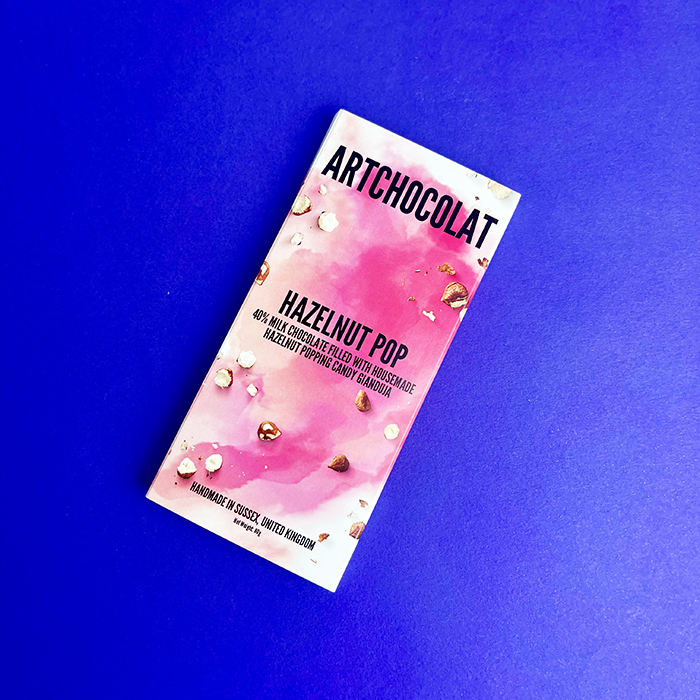 ARTCHOCOLAT
HAZELNUT POP
40% MILK CHOCOLATE FILLED WITH HOUSEMADE
HAZELNUT POPPING CANDY GIANDUJA
HANDMADE IN SUSSEX, UNITED KINGDOM